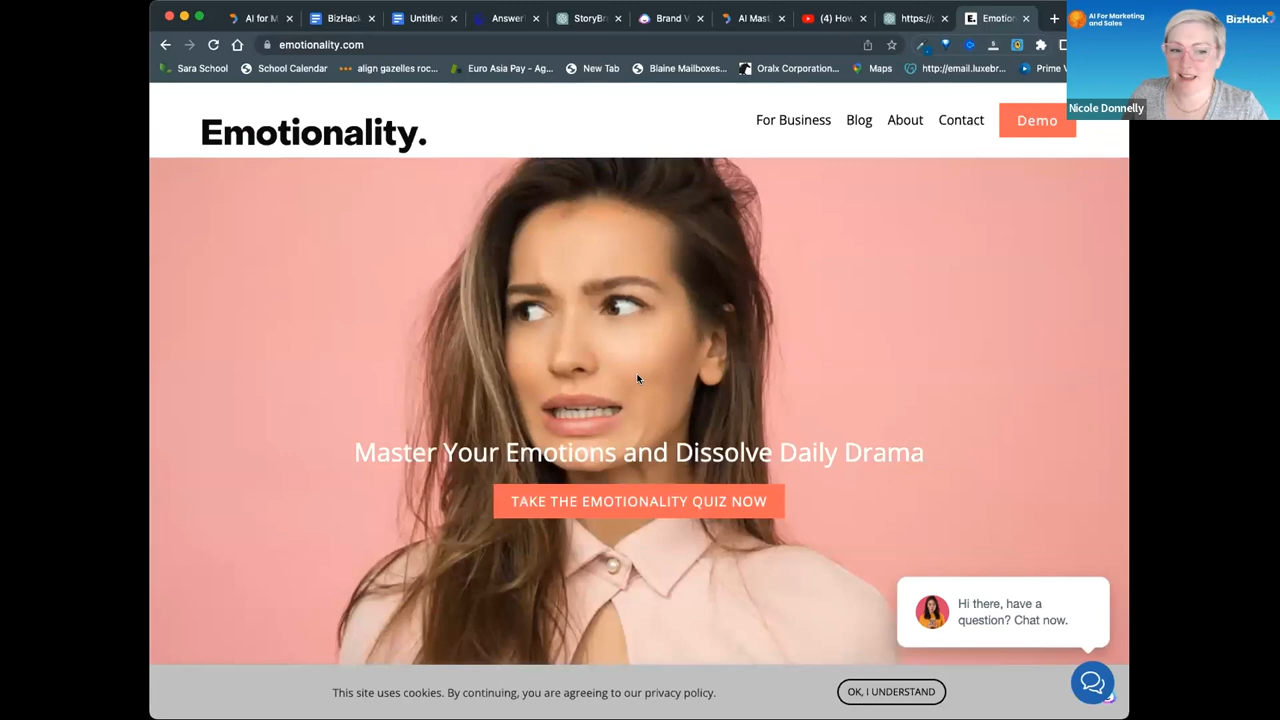 AI for M
BizHack
Untitled
Answer
StoryBr
Brand V
AI Mast
(4) How
https://c
Emotion
emotionality.com
Sara School
School Calendar
align gazelles roc...
Euro Asia Pay - Ag...
New Tab
Blaine Mailboxes...
Oralx Corporation...
Maps
http://email.luxebr...
Prime V
AI For Marketing
and Sales
BizHack
Nicole Donnelly
Emotionality.
For Business
Blog
About
Contact
Demo
Master Your Emotions and Dissolve Daily Drama
TAKE THE EMOTIONALITY QUIZ NOW
Hi there, have a
question? Chat now.
This site uses cookies. By continuing, you are agreeing to our privacy policy.
OK, I UNDERSTAND